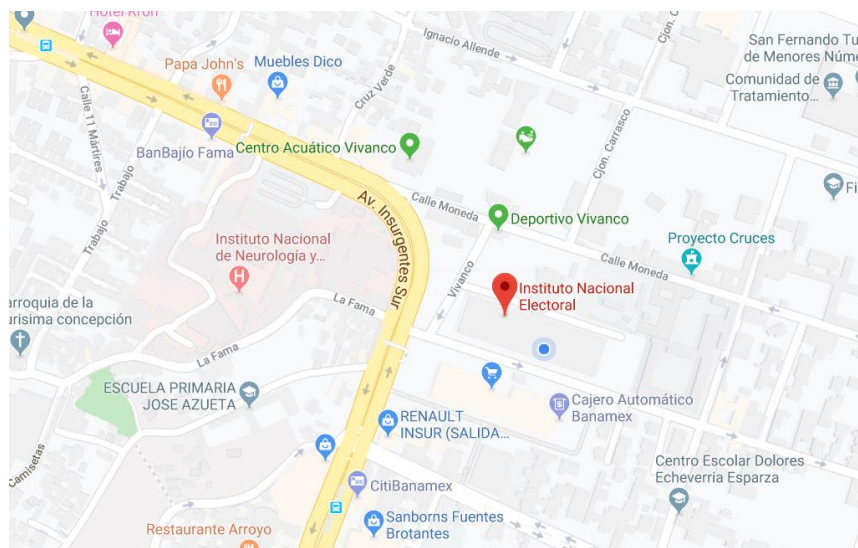 Hotel Kron
Papa John's
Muebles Dico
Ignacio Allende
Cjon.
San Fernando
de Menores
Comunidad de
Tratamiento...
Calle 11 Mártires
Cruz Verde
BanBajío Fama
Centro Acuático Vivanco
Cjon. Carrasco
Trabajo
Trabajo
Av. Insurgentes Sur
Calle Moneda
Deportivo Vivanco
Instituto Nacional
de Neurología y...
Proyecto Cruces
Calle Moneda
Vivanco
Instituto Nacional
Electoral
La Fama
La Fama
arroquia de la
urisima concepción
ESCUELA PRIMARIA
JOSE AZUETA
Cajero Automático
Banamex
RENAULT
INSUR (SALIDA...
Camisetas
Centro Escolar Dolores
Echeverria Esparza
CitiBanamex
Sanborns Fuentes
Brotantes
Restaurante Arroyo